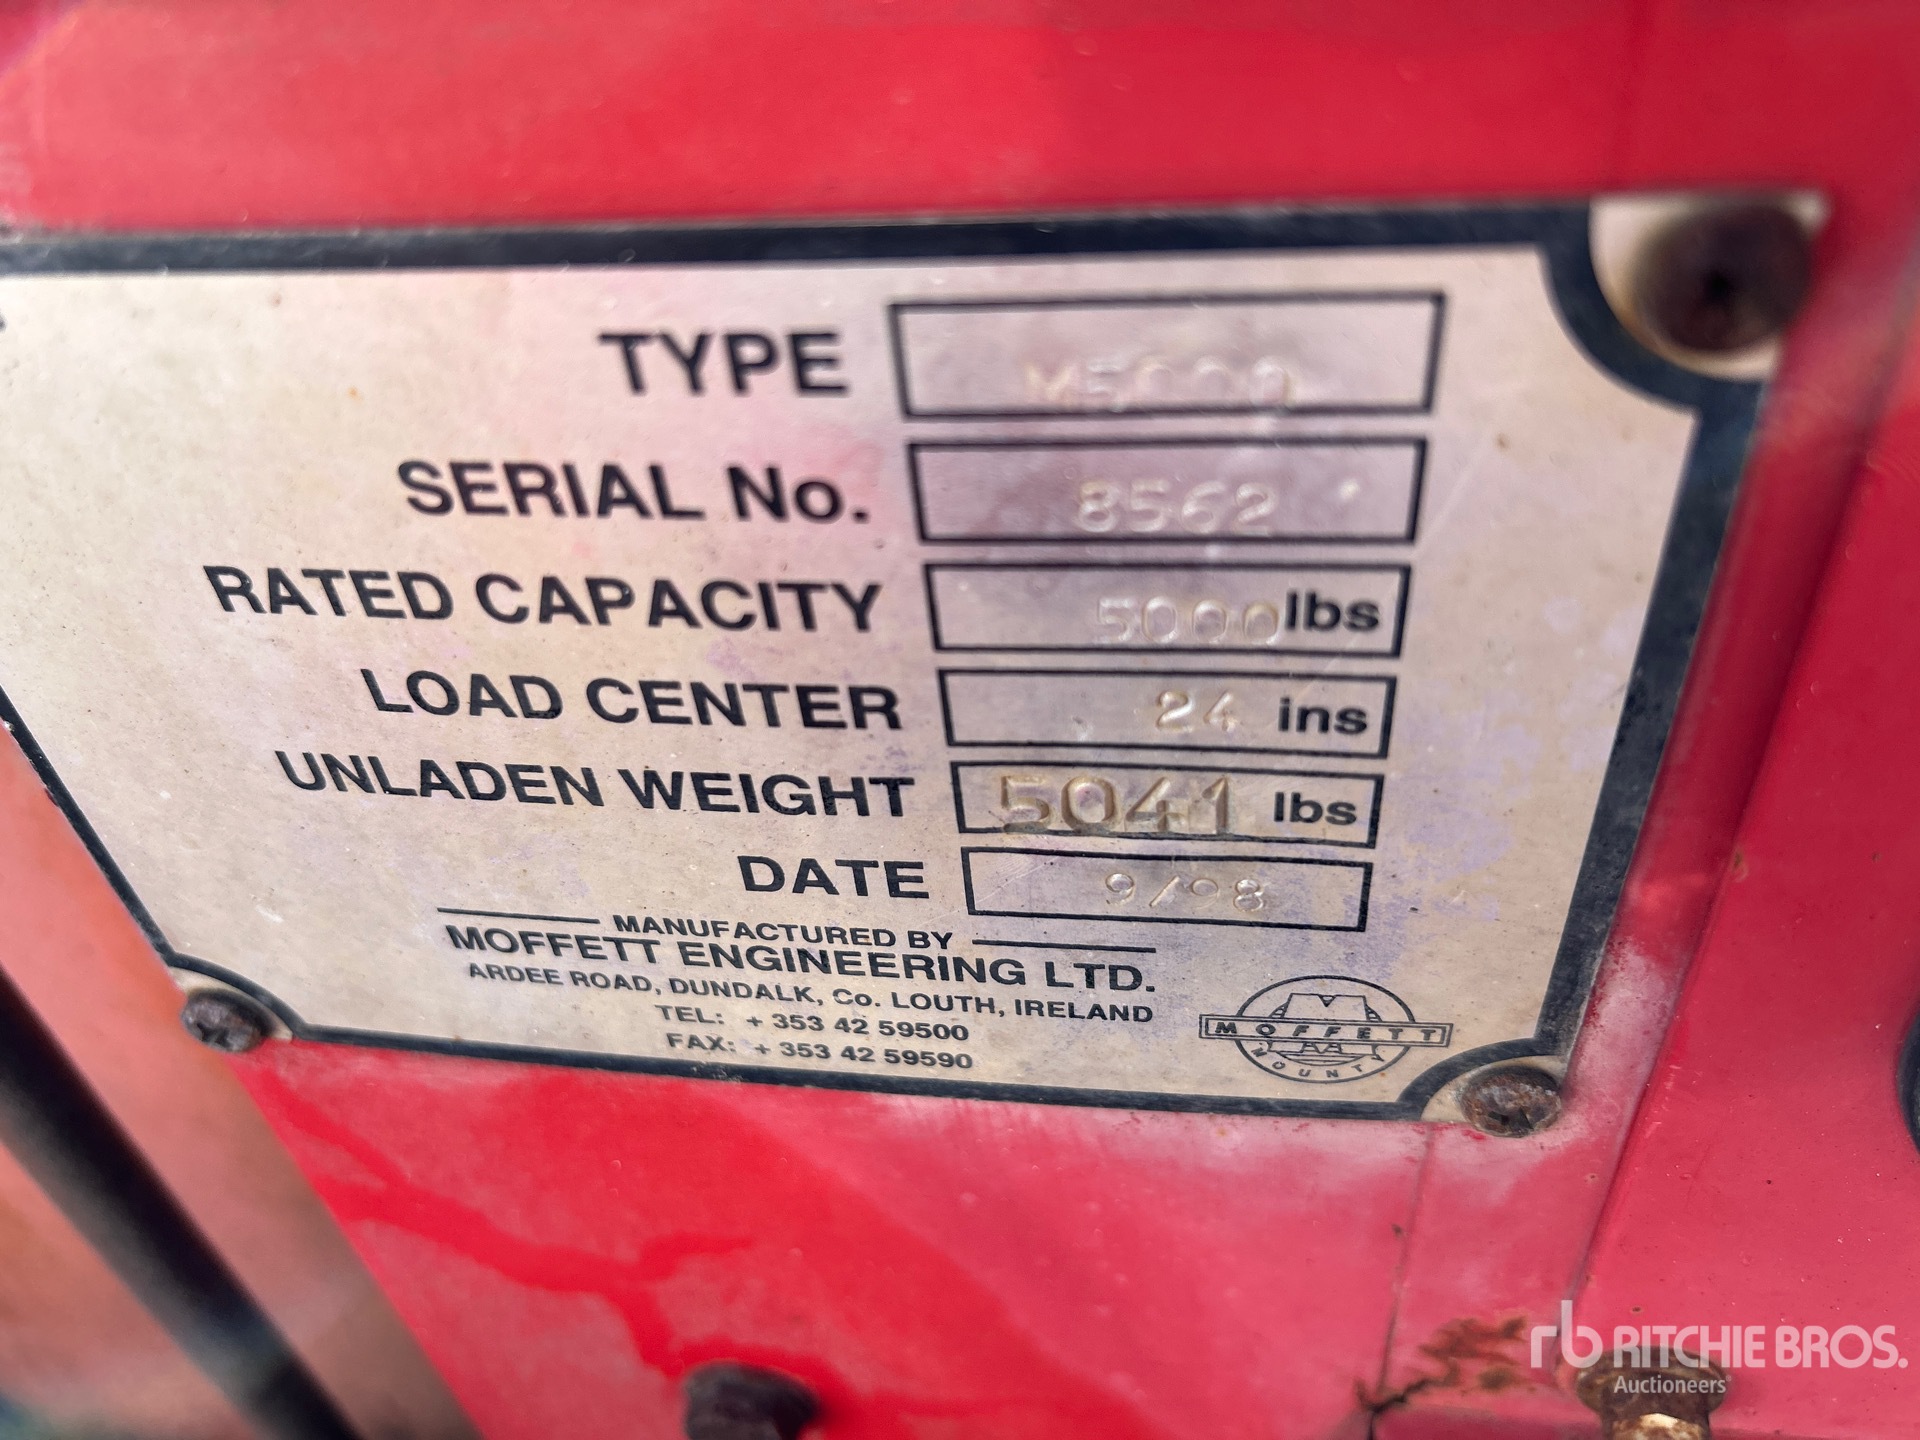 TYPE M5000
SERIAL No. 8562
RATED CAPACITY 5000 lbs
LOAD CENTER 24 ins
UNLADEN WEIGHT 5041 lbs
DATE 9/98
MANUFACTURED BY
MOFFETT ENGINEERING LTD.
ARDEE ROAD, DUNDALK, Co. LOUTH, IRELAND
TEL: + 353 42 59500
FAX: + 353 42 59590
MOFFETT
MOUNTY
rb RITCHIE BROS.
Auctioneers